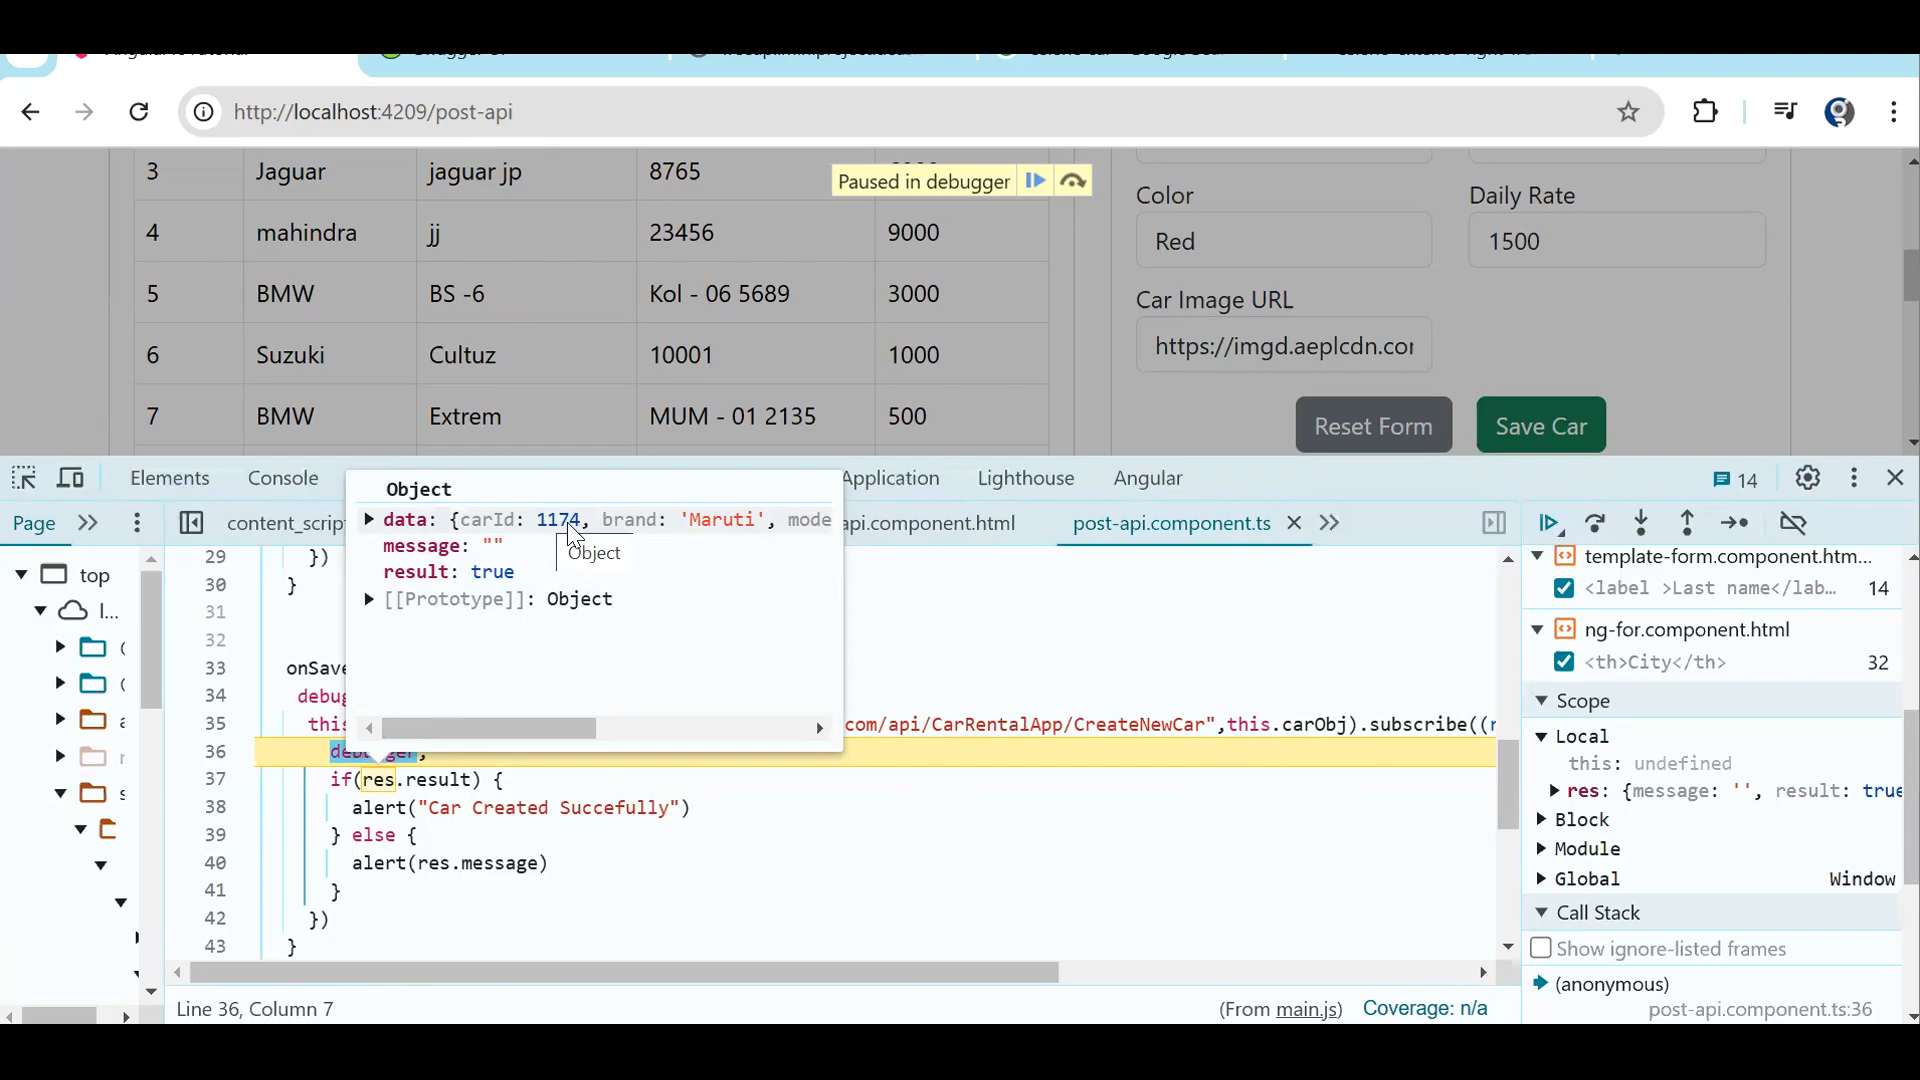 http://localhost:4209/post-api
3 Jaguar jaguar jp 8765
Paused in debugger
4 mahindra jj 23456 9000
5 BMW BS -6 Kol - 06 5689 3000
6 Suzuki Cultuz 10001 1000
7 BMW Extrem MUM - 01 2135 500
Color Daily Rate
Red 1500
Car Image URL
https://imgd.aeplcdn.cor
Reset Form Save Car
Elements Console Application Lighthouse Angular 14
Page content_scrip api.component.html post-api.component.ts
Object
data: {carId: 1174, brand: 'Maruti', mode
message: ""
Object
result: true
[[Prototype]]: Object
top
l...
29 })
30 }
31
32
33 onSave
34 debug
35 this com/api/CarRentalApp/CreateNewCar",this.carObj).subscribe((r
36 debugger;
37 if(res.result) {
38 alert("Car Created Succefully")
39 } else {
40 alert(res.message)
41 }
42 })
43 }
Line 36, Column 7 (From main.js) Coverage: n/a
template-form.component.htm...
<label >Last name</lab... 14
ng-for.component.html
<th>City</th> 32
Scope
Local
this: undefined
res: {message: '', result: true
Block
Module
Global Window
Call Stack
Show ignore-listed frames
(anonymous)
post-api.component.ts:36